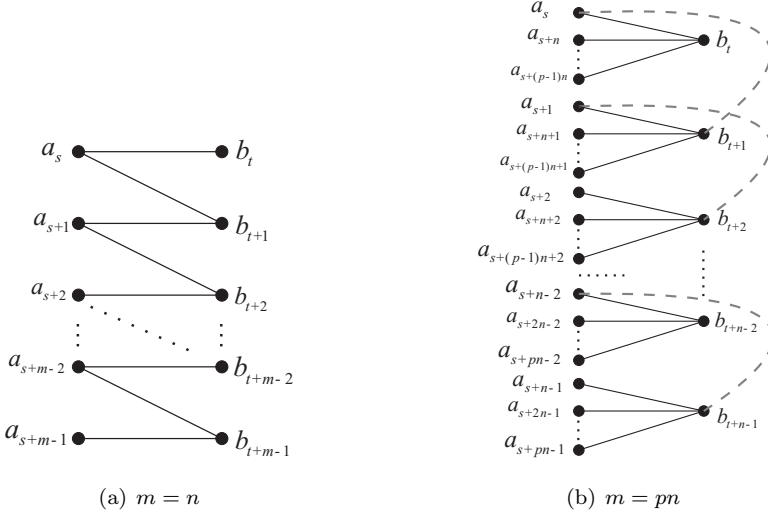 a_s b_t
a_{s+1} b_{t+1}
a_{s+2} b_{t+2}
a_{s+m-2} b_{t+m-2}
a_{s+m-1} b_{t+m-1}
(a) m = n
a_s
a_{s+n} b_t
a_{s+(p-1)n}
a_{s+1}
a_{s+n+1} b_{t+1}
a_{s+(p-1)n+1}
a_{s+2}
a_{s+n+2} b_{t+2}
a_{s+(p-1)n+2}
a_{s+n-2}
a_{s+2n-2} b_{t+n-2}
a_{s+pn-2}
a_{s+n-1}
a_{s+2n-1} b_{t+n-1}
a_{s+pn-1}
(b) m = pn